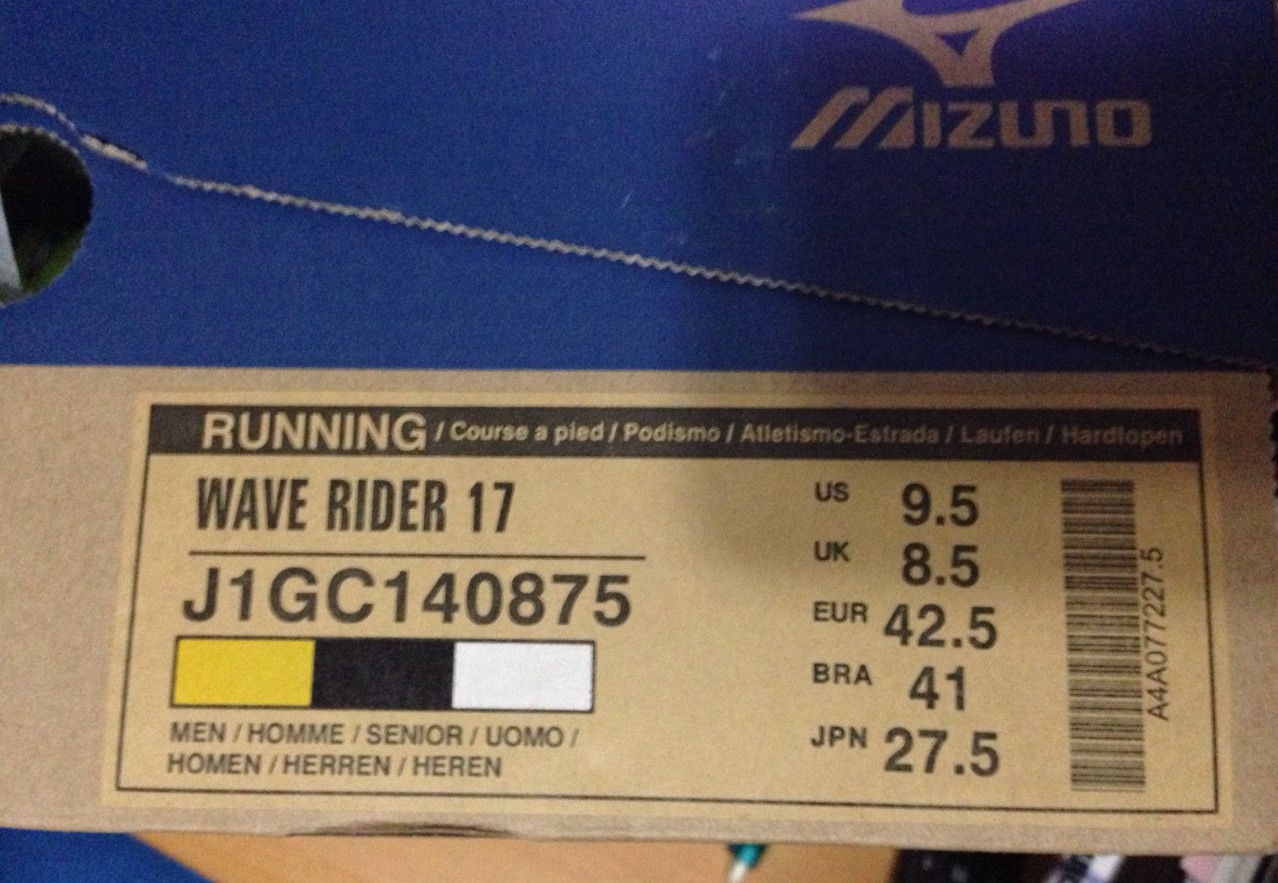 MIZUNO
RUNNING / Course a pied / Podismo / Atletismo-Estrada / Laufen / Hardlopen
WAVE RIDER 17
J1GC140875
MEN / HOMME / SENIOR / UOMO /
HOMEN / HERREN / HEREN
US 9.5
UK 8.5
EUR 42.5
BRA 41
JPN 27.5
A4A077227.5